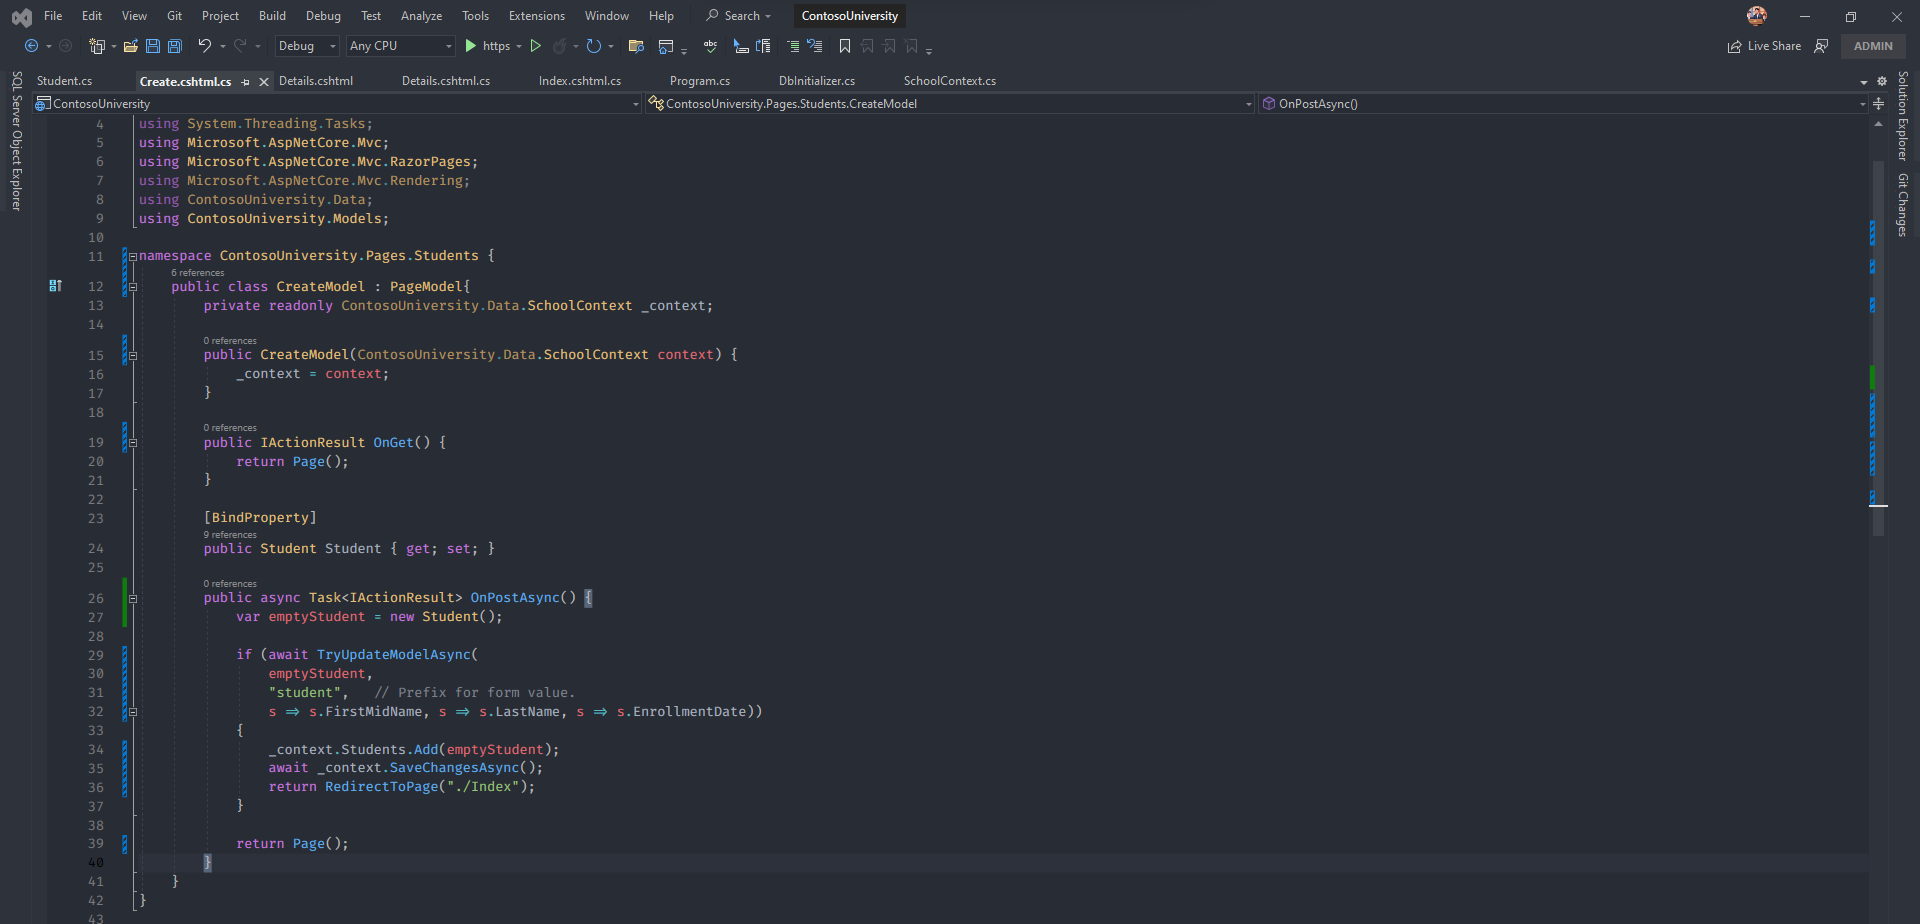 File Edit View Git Project Build Debug Test Analyze Tools Extensions Window Help Search ContosoUniversity
Debug Any CPU https Live Share ADMIN
Student.cs Create.cshtml.cs Details.cshtml Details.cshtml.cs Index.cshtml.cs Program.cs DbInitializer.cs SchoolContext.cs
ContosoUniversity ContosoUniversity.Pages.Students.CreateModel OnPostAsync()
SQL Server Object Explorer
Solution Explorer
Git Changes
4 using System.Threading.Tasks;
5 using Microsoft.AspNetCore.Mvc;
6 using Microsoft.AspNetCore.Mvc.RazorPages;
7 using Microsoft.AspNetCore.Mvc.Rendering;
8 using ContosoUniversity.Data;
9 using ContosoUniversity.Models;
10
11 namespace ContosoUniversity.Pages.Students {
6 references
12 public class CreateModel : PageModel{
13 private readonly ContosoUniversity.Data.SchoolContext _context;
14
0 references
15 public CreateModel(ContosoUniversity.Data.SchoolContext context) {
16 _context = context;
17 }
18
0 references
19 public IActionResult OnGet() {
20 return Page();
21 }
22
23 [BindProperty]
9 references
24 public Student Student { get; set; }
25
0 references
26 public async Task<IActionResult> OnPostAsync() {
27 var emptyStudent = new Student();
28
29 if (await TryUpdateModelAsync(
30 emptyStudent,
31 "student", // Prefix for form value.
32 s => s.FirstMidName, s => s.LastName, s => s.EnrollmentDate))
33 {
34 _context.Students.Add(emptyStudent);
35 await _context.SaveChangesAsync();
36 return RedirectToPage("./Index");
37 }
38
39 return Page();
40 }
41 }
42 }
43